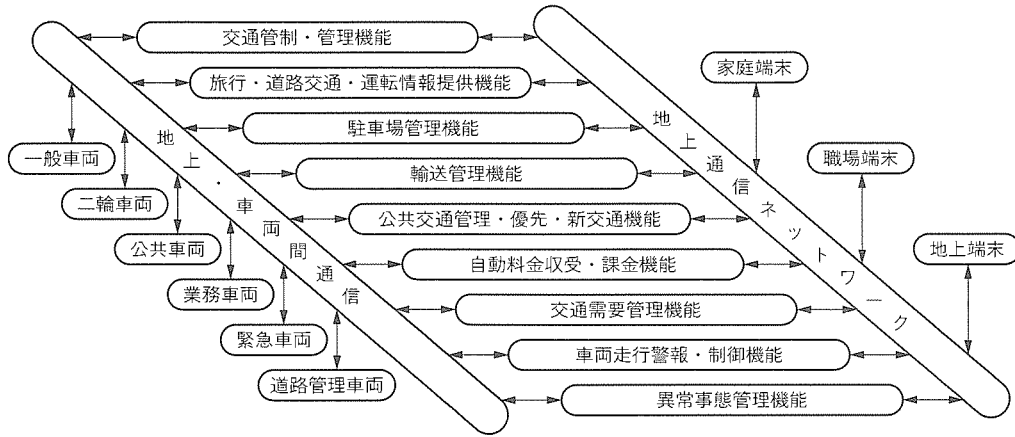 交通管制・管理機能
旅行・道路交通・運転情報提供機能
駐車場管理機能
輸送管理機能
公共交通管理・優先・新交通機能
自動料金収受・課金機能
交通需要管理機能
車両走行警報・制御機能
異常事態管理機能
地上・車両間通信
地上通信ネットワーク
一般車両
二輪車両
公共車両
業務車両
緊急車両
道路管理車両
家庭端末
職場端末
地上端末